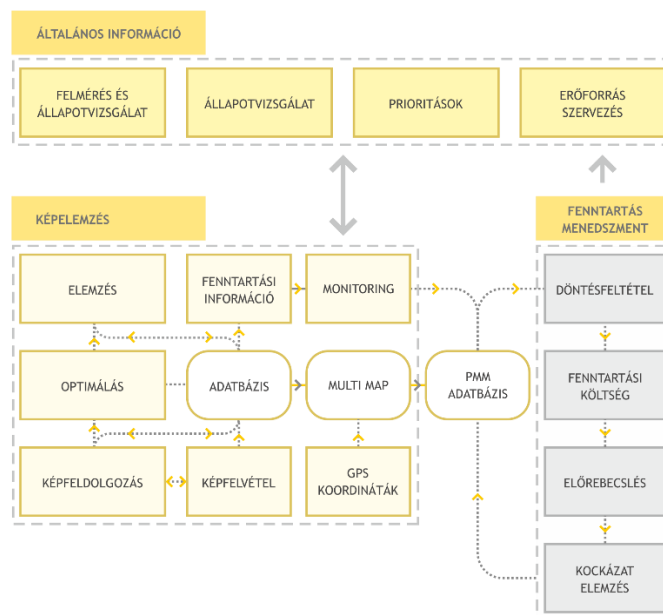 ÁLTALÁNOS INFORMÁCIÓ
FELMÉRÉS ÉS
ÁLLAPOTVIZSGÁLAT
ÁLLAPOTVIZSGÁLAT
PRIORITÁSOK
ERŐFORRÁS
SZERVEZÉS
KÉPELEMZÉS
FENNTARTÁS
MENEDSZMENT
ELEMZÉS
FENNTARTÁSI
INFORMÁCIÓ
MONITORING
DÖNTÉSFELTÉTEL
OPTIMÁLÁS
ADATBÁZIS
MULTI MAP
PMM
ADATBÁZIS
FENNTARTÁSI
KÖLTSÉG
KÉPFELDOLGOZÁS
KÉPFELVÉTEL
GPS
KOORDINÁTÁK
ELŐREBECSLÉS
KOCKÁZAT
ELEMZÉS